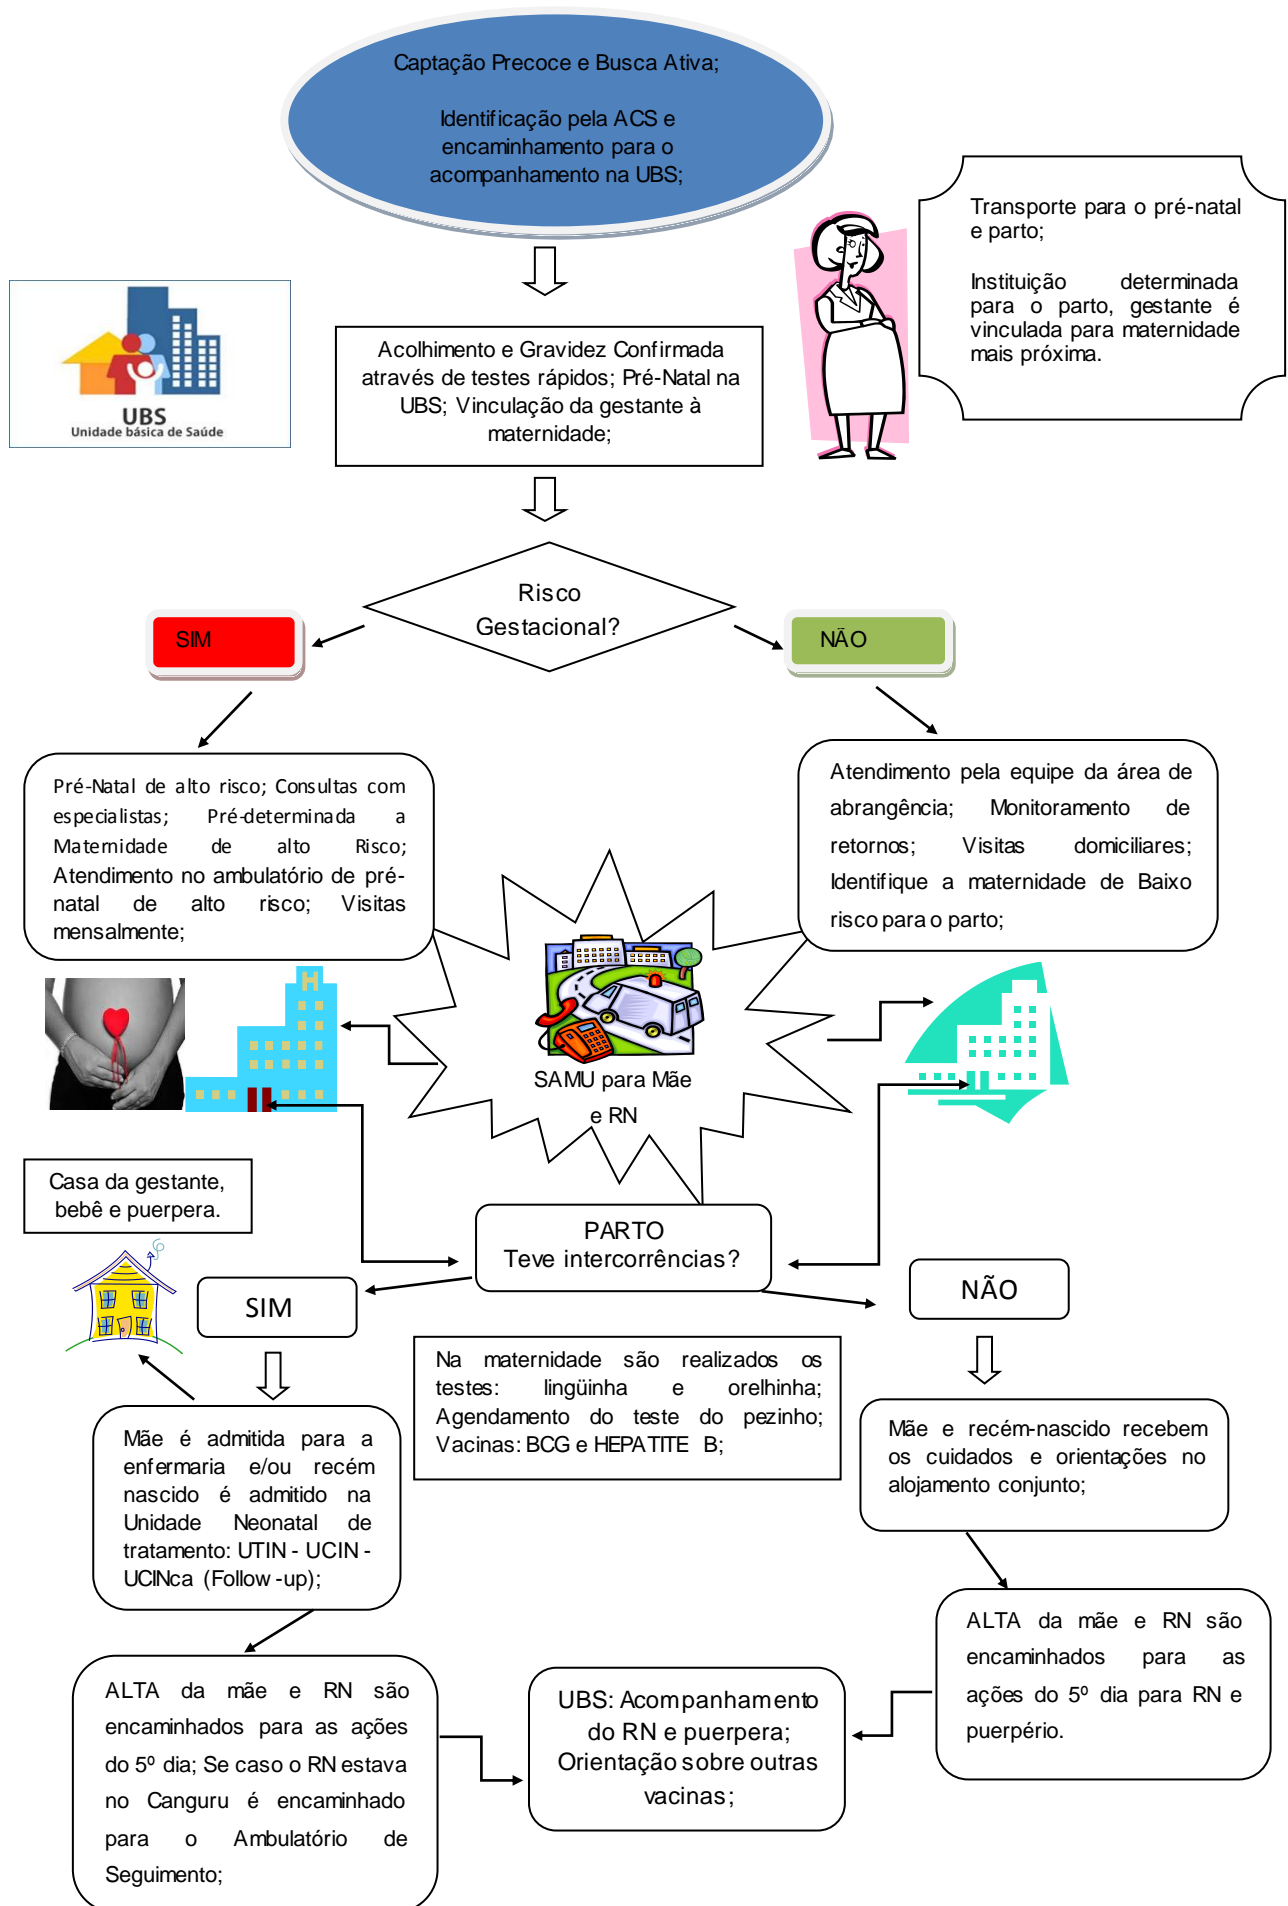 Captação Precoce e Busca Ativa;
Identificação pela ACS e
encaminhamento para o
acompanhamento na UBS;
Transporte para o pré-natal
e parto;
Instituição determinada
para o parto, gestante é
vinculada para maternidade
mais próxima.
UBS
Unidade básica de Saúde
Acolhimento e Gravidez Confirmada
através de testes rápidos; Pré-Natal na
UBS; Vinculação da gestante à
maternidade;
Risco
Gestacional?
SIM
NÃO
Pré-Natal de alto risco; Consultas com
especialistas; Pré-determinada a
Maternidade de alto Risco;
Atendimento no ambulatório de pré-
natal de alto risco; Visitas
mensalmente;
Atendimento pela equipe da área de
abrangência; Monitoramento de
retornos; Visitas domiciliares;
Identifique a maternidade de Baixo
risco para o parto;
H
SAMU para Mãe
e RN
Casa da gestante,
bebê e puerpera.
PARTO
Teve intercorrências?
SIM
NÃO
Na maternidade são realizados os
testes: lingüinha e orelhinha;
Agendamento do teste do pezinho;
Vacinas: BCG e HEPATITE B;
Mãe é admitida para a
enfermaria e/ou recém
nascido é admitido na
Unidade Neonatal de
tratamento: UTIN - UCIN -
UCINca (Follow-up);
Mãe e recém-nascido recebem
os cuidados e orientações no
alojamento conjunto;
ALTA da mãe e RN são
encaminhados para as ações
do 5º dia; Se caso o RN estava
no Canguru é encaminhado
para o Ambulatório de
Seguimento;
UBS: Acompanhamento
do RN e puerpera;
Orientação sobre outras
vacinas;
ALTA da mãe e RN são
encaminhados para as
ações do 5º dia para RN e
puerpério.